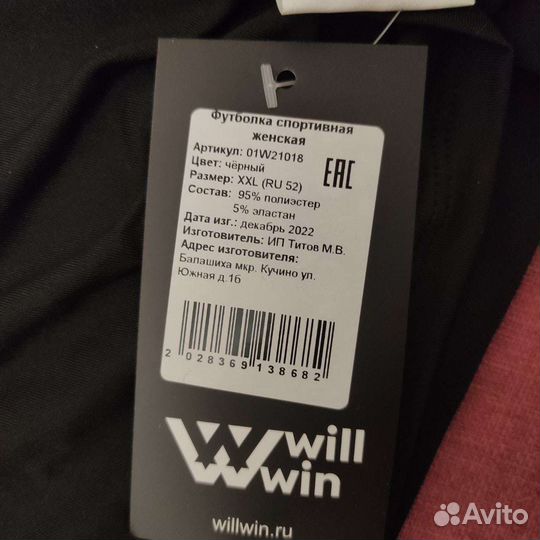 Футболка спортивная
женская
Артикул: 01W21018
Цвет: чёрный
Размер: XXL (RU 52)
Состав: 95% полиэстер
5% эластан
Дата изг.: декабрь 2022
Изготовитель: ИП Титов М.В.
Адрес изготовителя:
Балашиха мкр. Кучино ул.
Южная д.1б
EAC
2 028369 138682
W will
win
willwin.ru
Avito